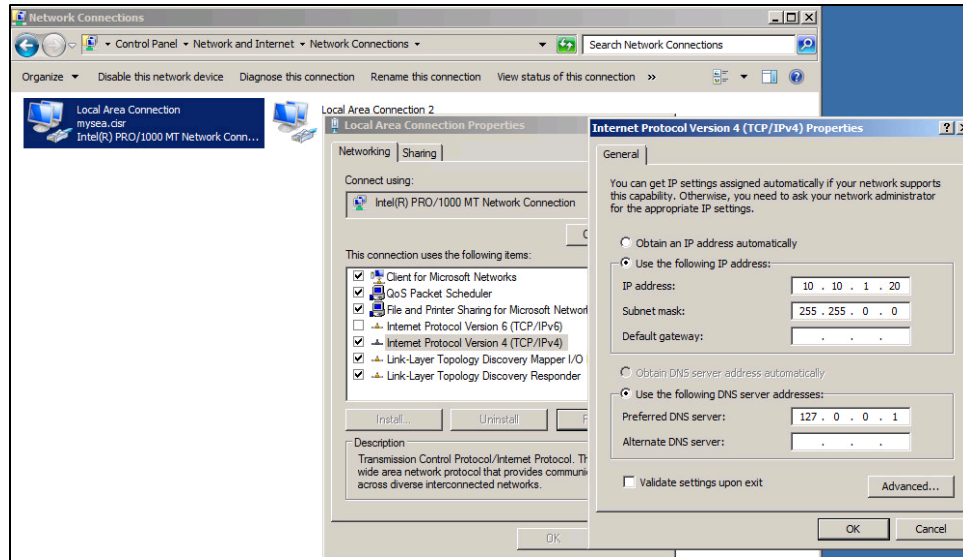 Network Connections
Control Panel Network and Internet Network Connections
Search Network Connections
Organize Disable this network device Diagnose this connection Rename this connection View status of this connection »
Local Area Connection
mysea.cisr
Intel(R) PRO/1000 MT Network Conn...
Local Area Connection 2
Local Area Connection Properties
Networking Sharing
Connect using:
Intel(R) PRO/1000 MT Network Connection
C
This connection uses the following items:
Client for Microsoft Networks
QoS Packet Scheduler
File and Printer Sharing for Microsoft Network
Internet Protocol Version 6 (TCP/IPv6)
Internet Protocol Version 4 (TCP/IPv4)
Link-Layer Topology Discovery Mapper I/O
Link-Layer Topology Discovery Responder
Install... Uninstall P
Description
Transmission Control Protocol/Internet Protocol. Th
wide area network protocol that provides communi
across diverse interconnected networks.
OK
Internet Protocol Version 4 (TCP/IPv4) Properties
General
You can get IP settings assigned automatically if your network supports
this capability. Otherwise, you need to ask your network administrator
for the appropriate IP settings.
Obtain an IP address automatically
Use the following IP address:
IP address: 10 . 10 . 1 . 20
Subnet mask: 255 . 255 . 0 . 0
Default gateway: . . .
Obtain DNS server address automatically
Use the following DNS server addresses:
Preferred DNS server: 127 . 0 . 0 . 1
Alternate DNS server: . . .
Validate settings upon exit
Advanced...
OK Cancel